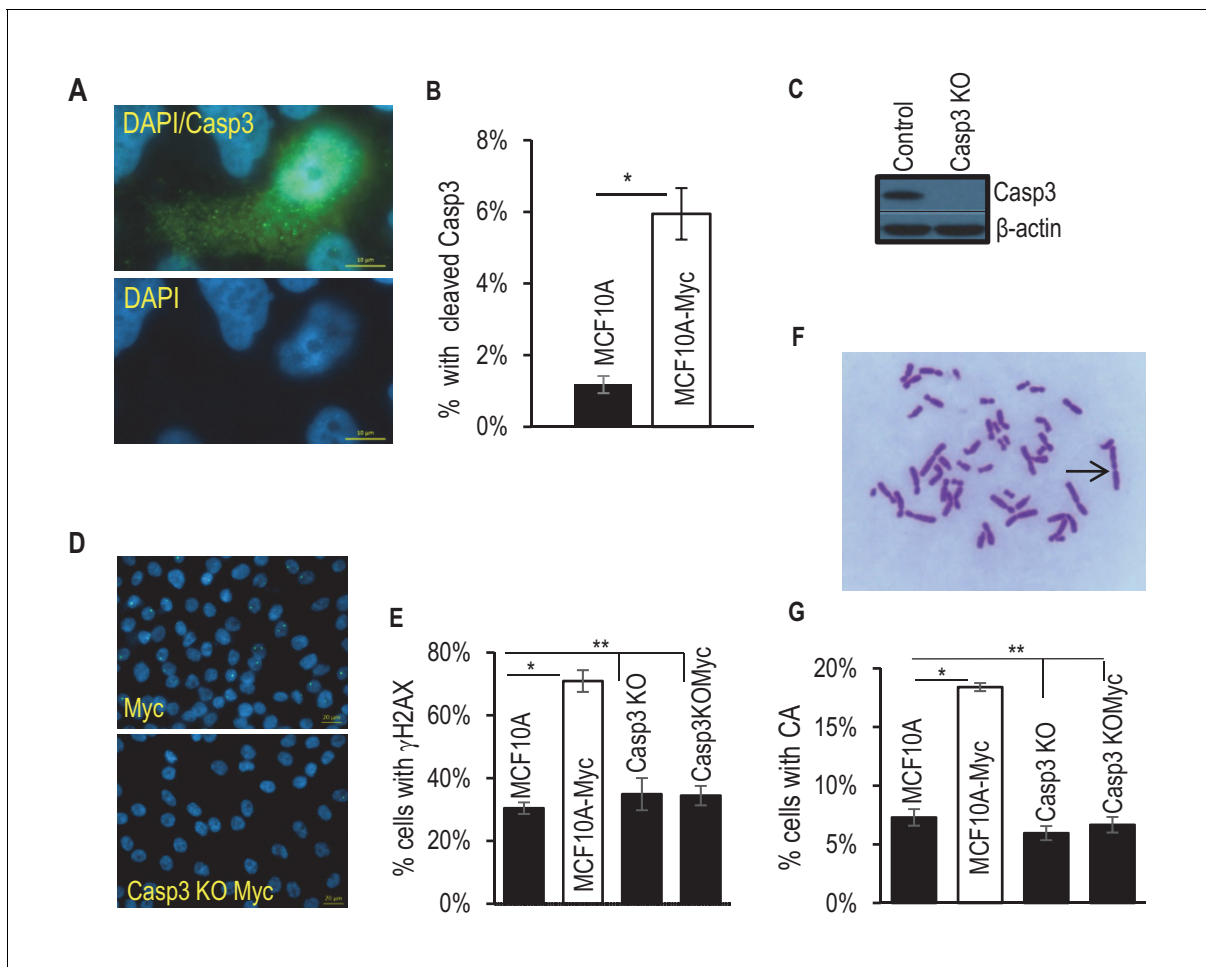 A
DAPI/Casp3
10 µm
DAPI
10 µm
B
% with cleaved Casp3
8%
6%
4%
2%
0%
*
MCF10A
MCF10A-Myc
C
Control
Casp3 KO
Casp3
β-actin
F
D
Myc
20 µm
Casp3 KO Myc
20 µm
E
% cells with γH2AX
80%
60%
40%
20%
0%
**
*
MCF10A
MCF10A-Myc
Casp3 KO
Casp3KOMyc
G
% cells with CA
20%
15%
10%
5%
0%
**
*
MCF10A
MCF10A-Myc
Casp3 KO
Casp3 KOMyc